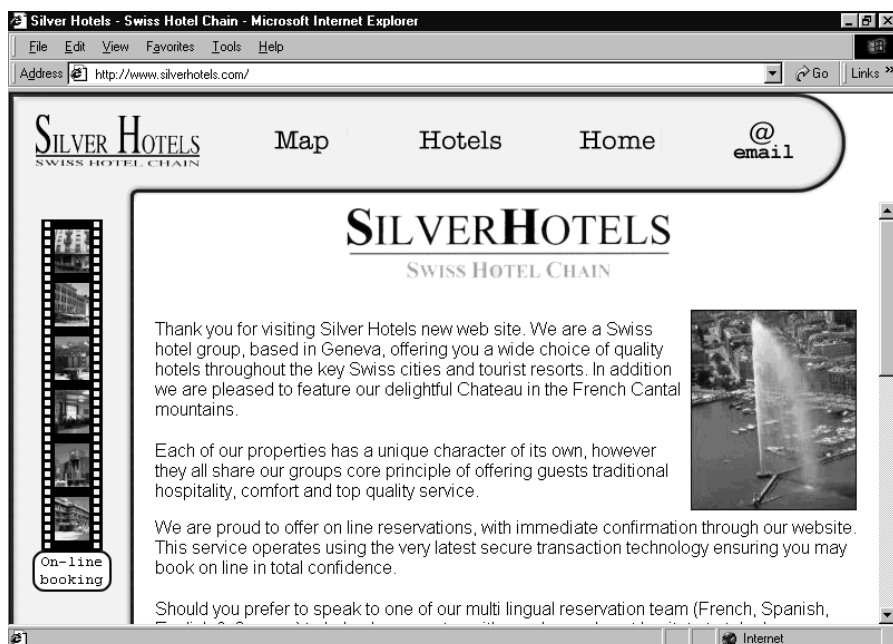 Silver Hotels - Swiss Hotel Chain - Microsoft Internet Explorer
File Edit View Favorites Tools Help
Address http://www.silverhotels.com/ Go Links »
SILVER HOTELS
SWISS HOTEL CHAIN
Map Hotels Home @
email
SILVERHOTELS
SWISS HOTEL CHAIN
Thank you for visiting Silver Hotels new web site. We are a Swiss
hotel group, based in Geneva, offering you a wide choice of quality
hotels throughout the key Swiss cities and tourist resorts. In addition
we are pleased to feature our delightful Chateau in the French Cantal
mountains.
Each of our properties has a unique character of its own, however
they all share our groups core principle of offering guests traditional
hospitality, comfort and top quality service.
We are proud to offer on line reservations, with immediate confirmation through our website.
This service operates using the very latest secure transaction technology ensuring you may
book on line in total confidence.
On-line
booking
Should you prefer to speak to one of our multi lingual reservation team (French, Spanish,
Internet